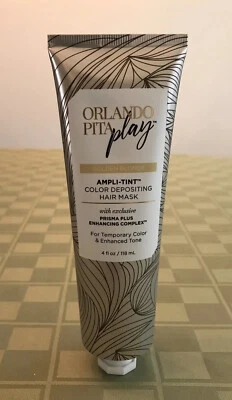 ORLANDO
PITA play™
AMPLI-TINT™
COLOR DEPOSITING
HAIR MASK
with exclusive
PRISMA PLUS
ENHANCING COMPLEX™
For Temporary Color
& Enhanced Tone
4 fl oz / 118 mL